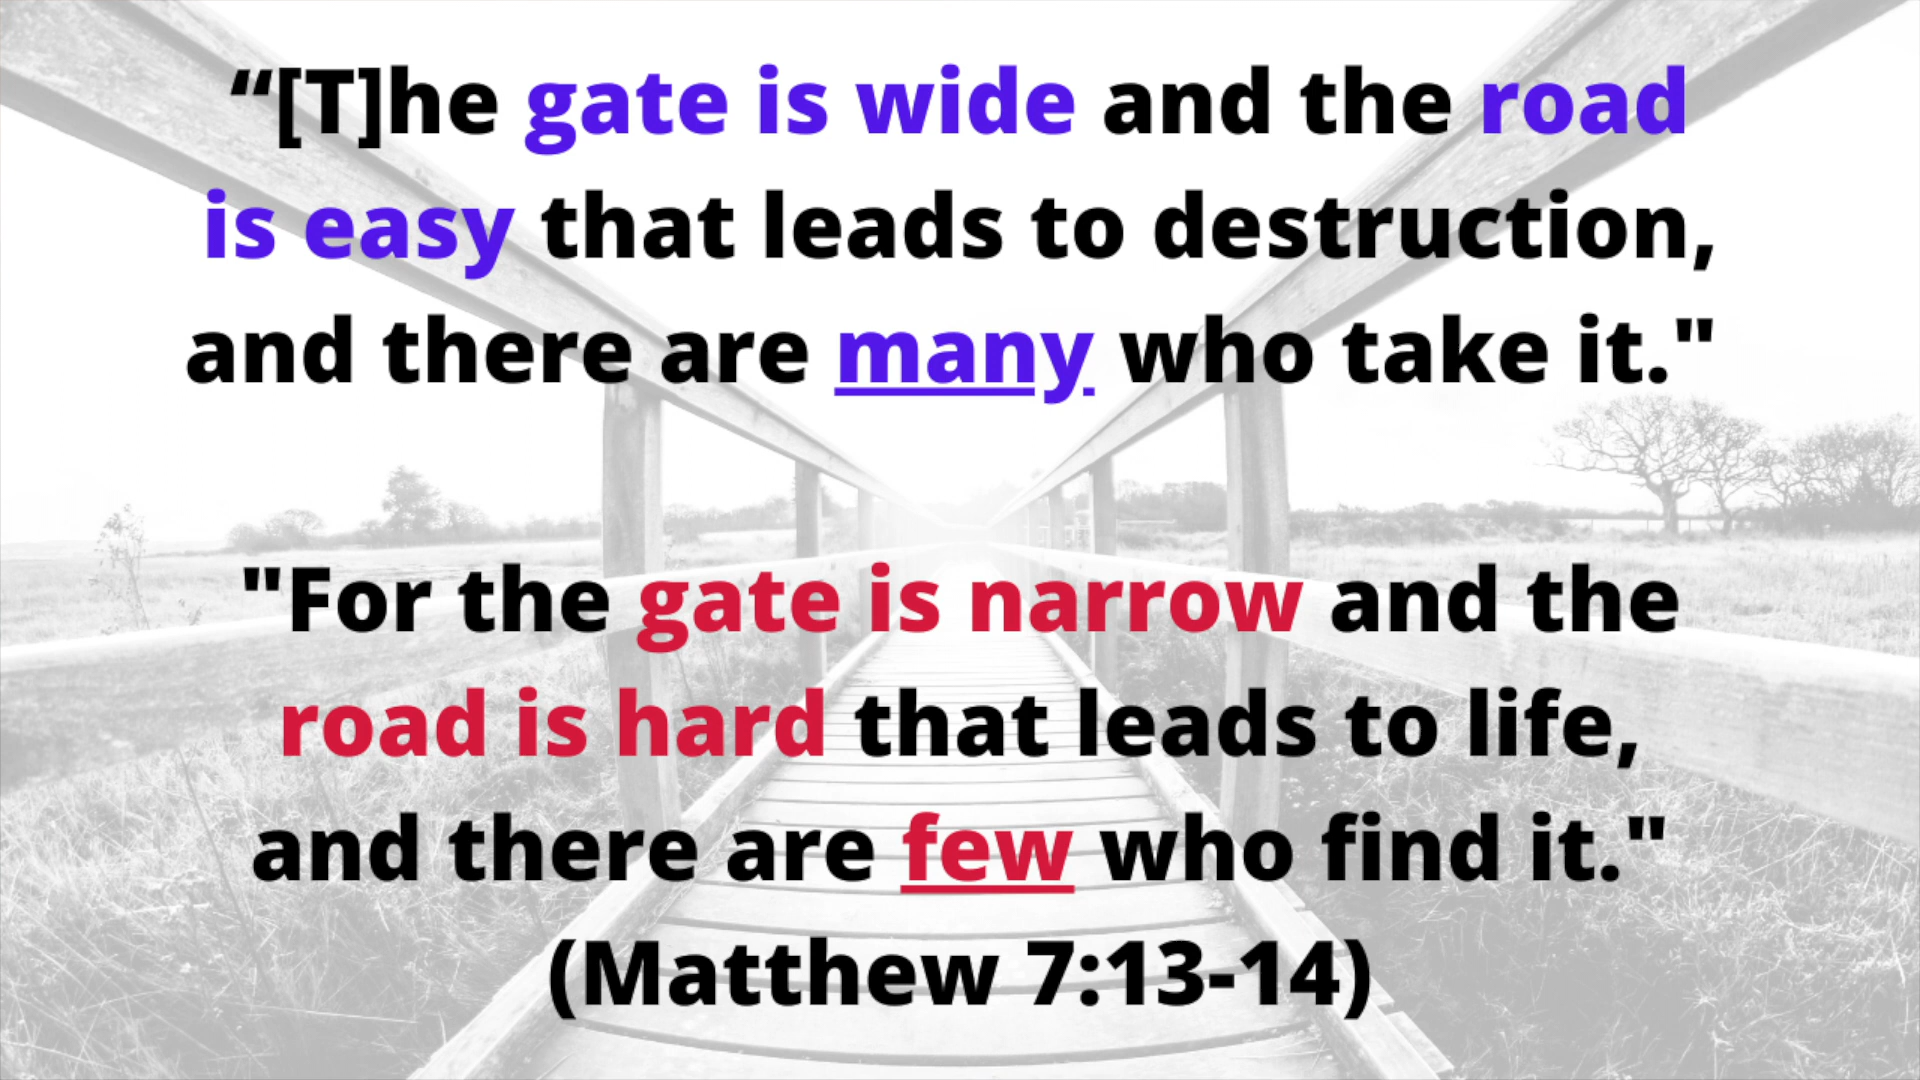 “[T]he gate is wide and the road
is easy that leads to destruction,
and there are many who take it."
"For the gate is narrow and the
road is hard that leads to life,
and there are few who find it."
(Matthew 7:13-14)